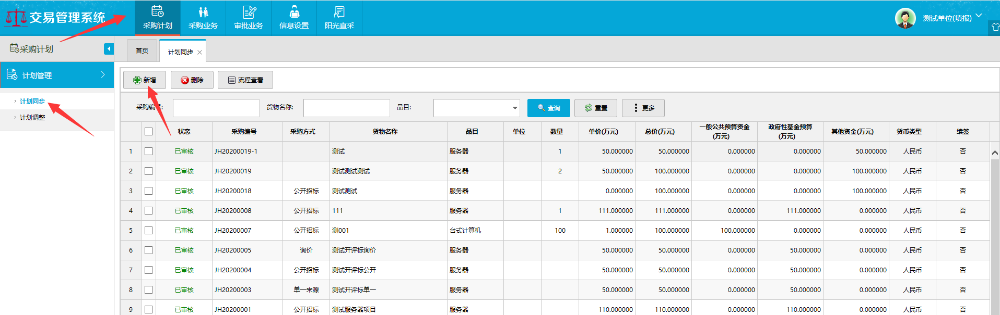 交易管理系统
采购计划 采购业务 审批业务 信息设置 阳光直采
测试单位(填报)
采购计划
首页 计划同步
计划管理
计划同步
计划调整
新增 删除 流程查看
采购编号: 货物名称: 品目: 查询 重置 更多
状态 采购编号 采购方式 货物名称 品目 单位 数量 单价(万元) 总价(万元) 一般公共预算资金(万元) 政府性基金预算(万元) 其他资金(万元) 货币类型 续签
1 已审核 JH20200019-1 测试 服务器 1 50.000000 50.000000 0.000000 0.000000 50.000000 人民币 否
2 已审核 JH20200019 测试测试测试 服务器 2 50.000000 100.000000 0.000000 0.000000 100.000000 人民币 否
3 已审核 JH20200018 公开招标 测试测试 服务器 0.000000 100.000000 0.000000 0.000000 100.000000 人民币 否
4 已审核 JH20200008 公开招标 111 服务器 1 111.000000 111.000000 0.000000 111.000000 0.000000 人民币 否
5 已审核 JH20200007 公开招标 测001 台式计算机 100 1.000000 100.000000 100.000000 0.000000 0.000000 人民币 否
6 已审核 JH20200005 询价 测试开评标询价 服务器 50.000000 50.000000 0.000000 50.000000 0.000000 人民币 否
7 已审核 JH20200004 公开招标 测试开评标公开 服务器 50.000000 50.000000 0.000000 50.000000 0.000000 人民币 否
8 已审核 JH20200003 单一来源 测试开评标单一 服务器 50.000000 50.000000 0.000000 50.000000 0.000000 人民币 否
9 已审核 JH20200001 公开招标 测试服务器项目 服务器 110.000000 110.000000 0.000000 110.000000 0.000000 人民币 否